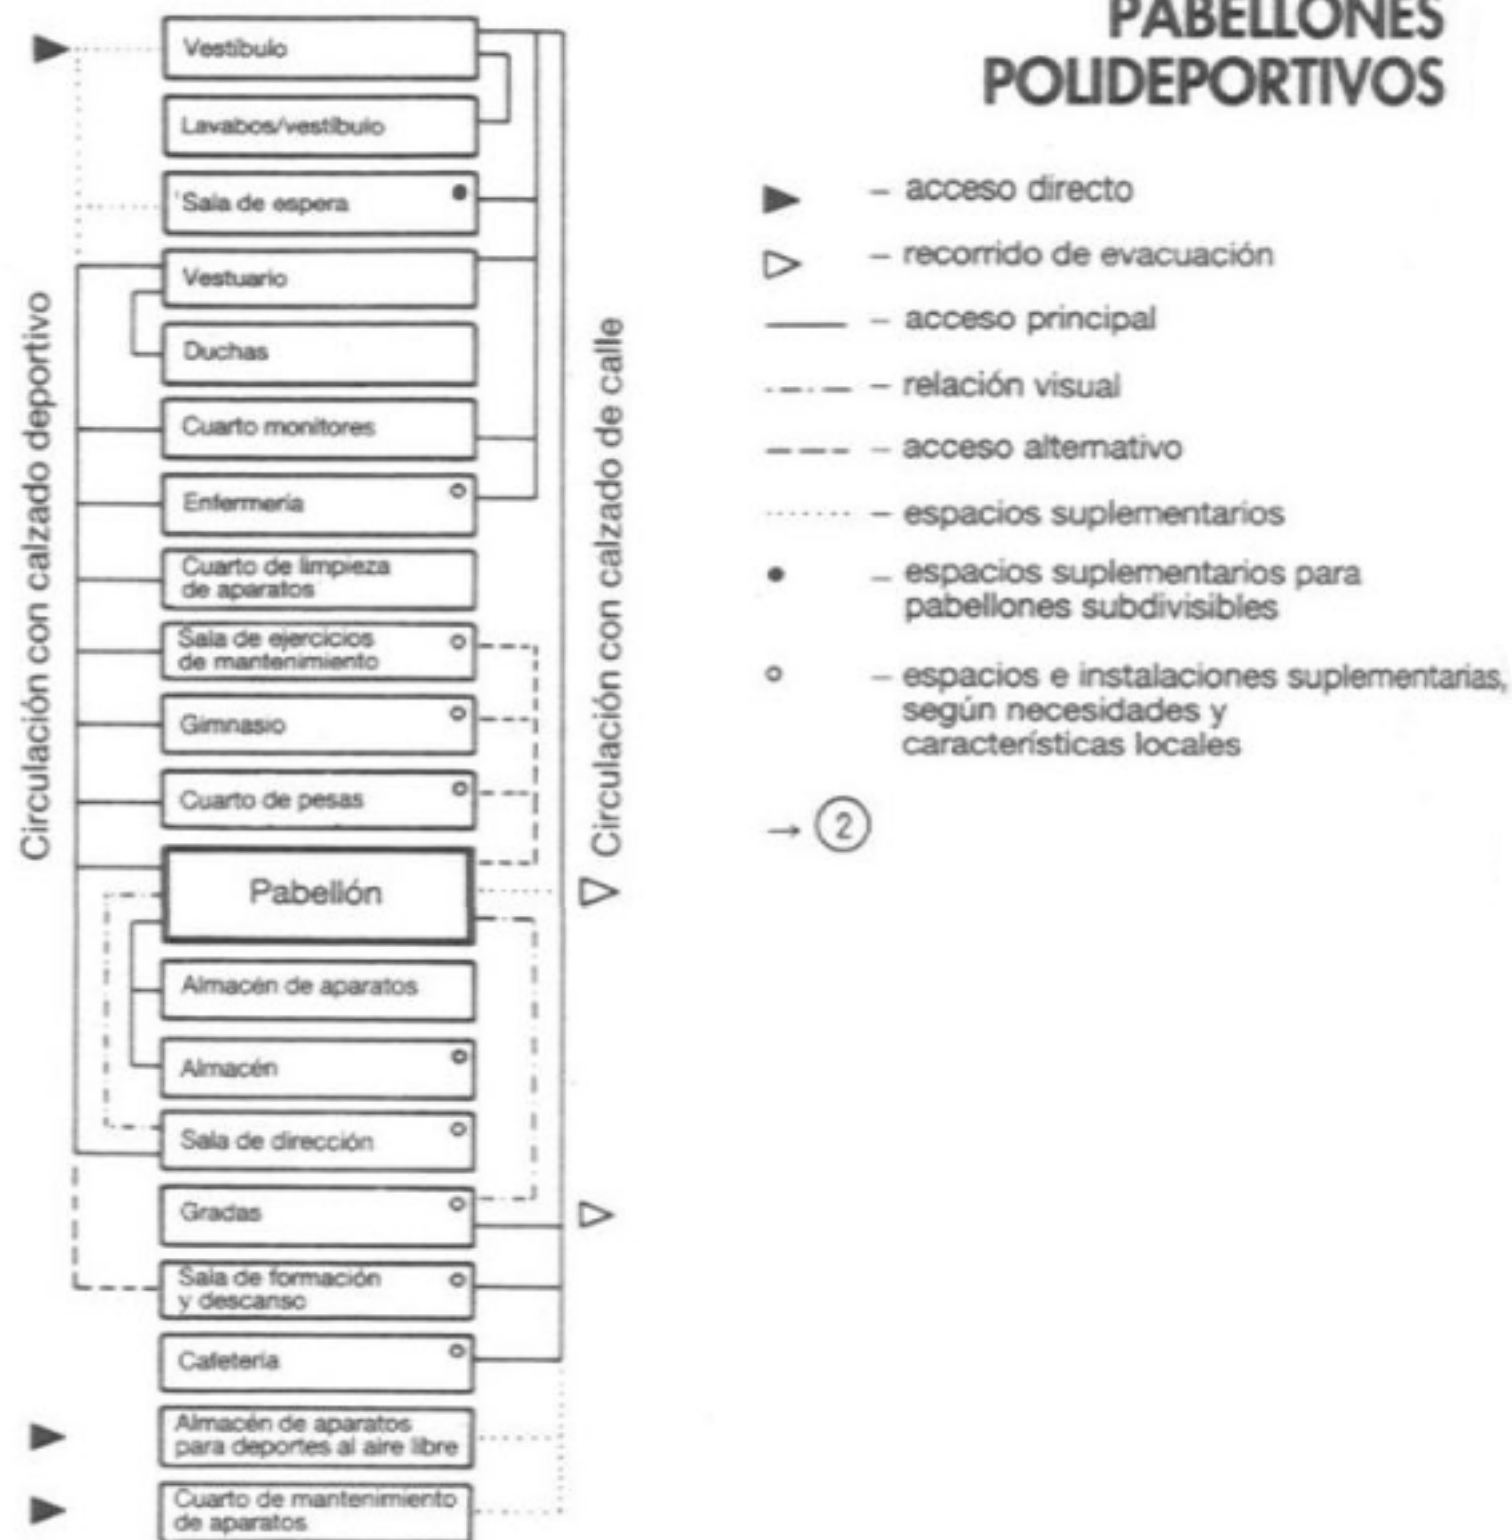 PABELLONES
POLIDEPORTIVOS
Vestíbulo
Lavabos/vestíbulo
Sala de espera
Vestuario
Duchas
Cuarto monitores
Enfermería
Cuarto de limpieza
de aparatos
Sala de ejercicios
de mantenimiento
Gimnasio
Cuarto de pesas
Pabellón
Almacén de aparatos
Almacén
Sala de dirección
Gradas
Sala de formación
y descanso
Cafetería
Almacén de aparatos
para deportes al aire libre
Cuarto de mantenimiento
de aparatos
Circulación con calzado deportivo
Circulación con calzado de calle
– acceso directo
– recorrido de evacuación
– acceso principal
– relación visual
– acceso alternativo
– espacios suplementarios
– espacios suplementarios para
pabellones subdivisibles
– espacios e instalaciones suplementarias,
según necesidades y
características locales
→ 2